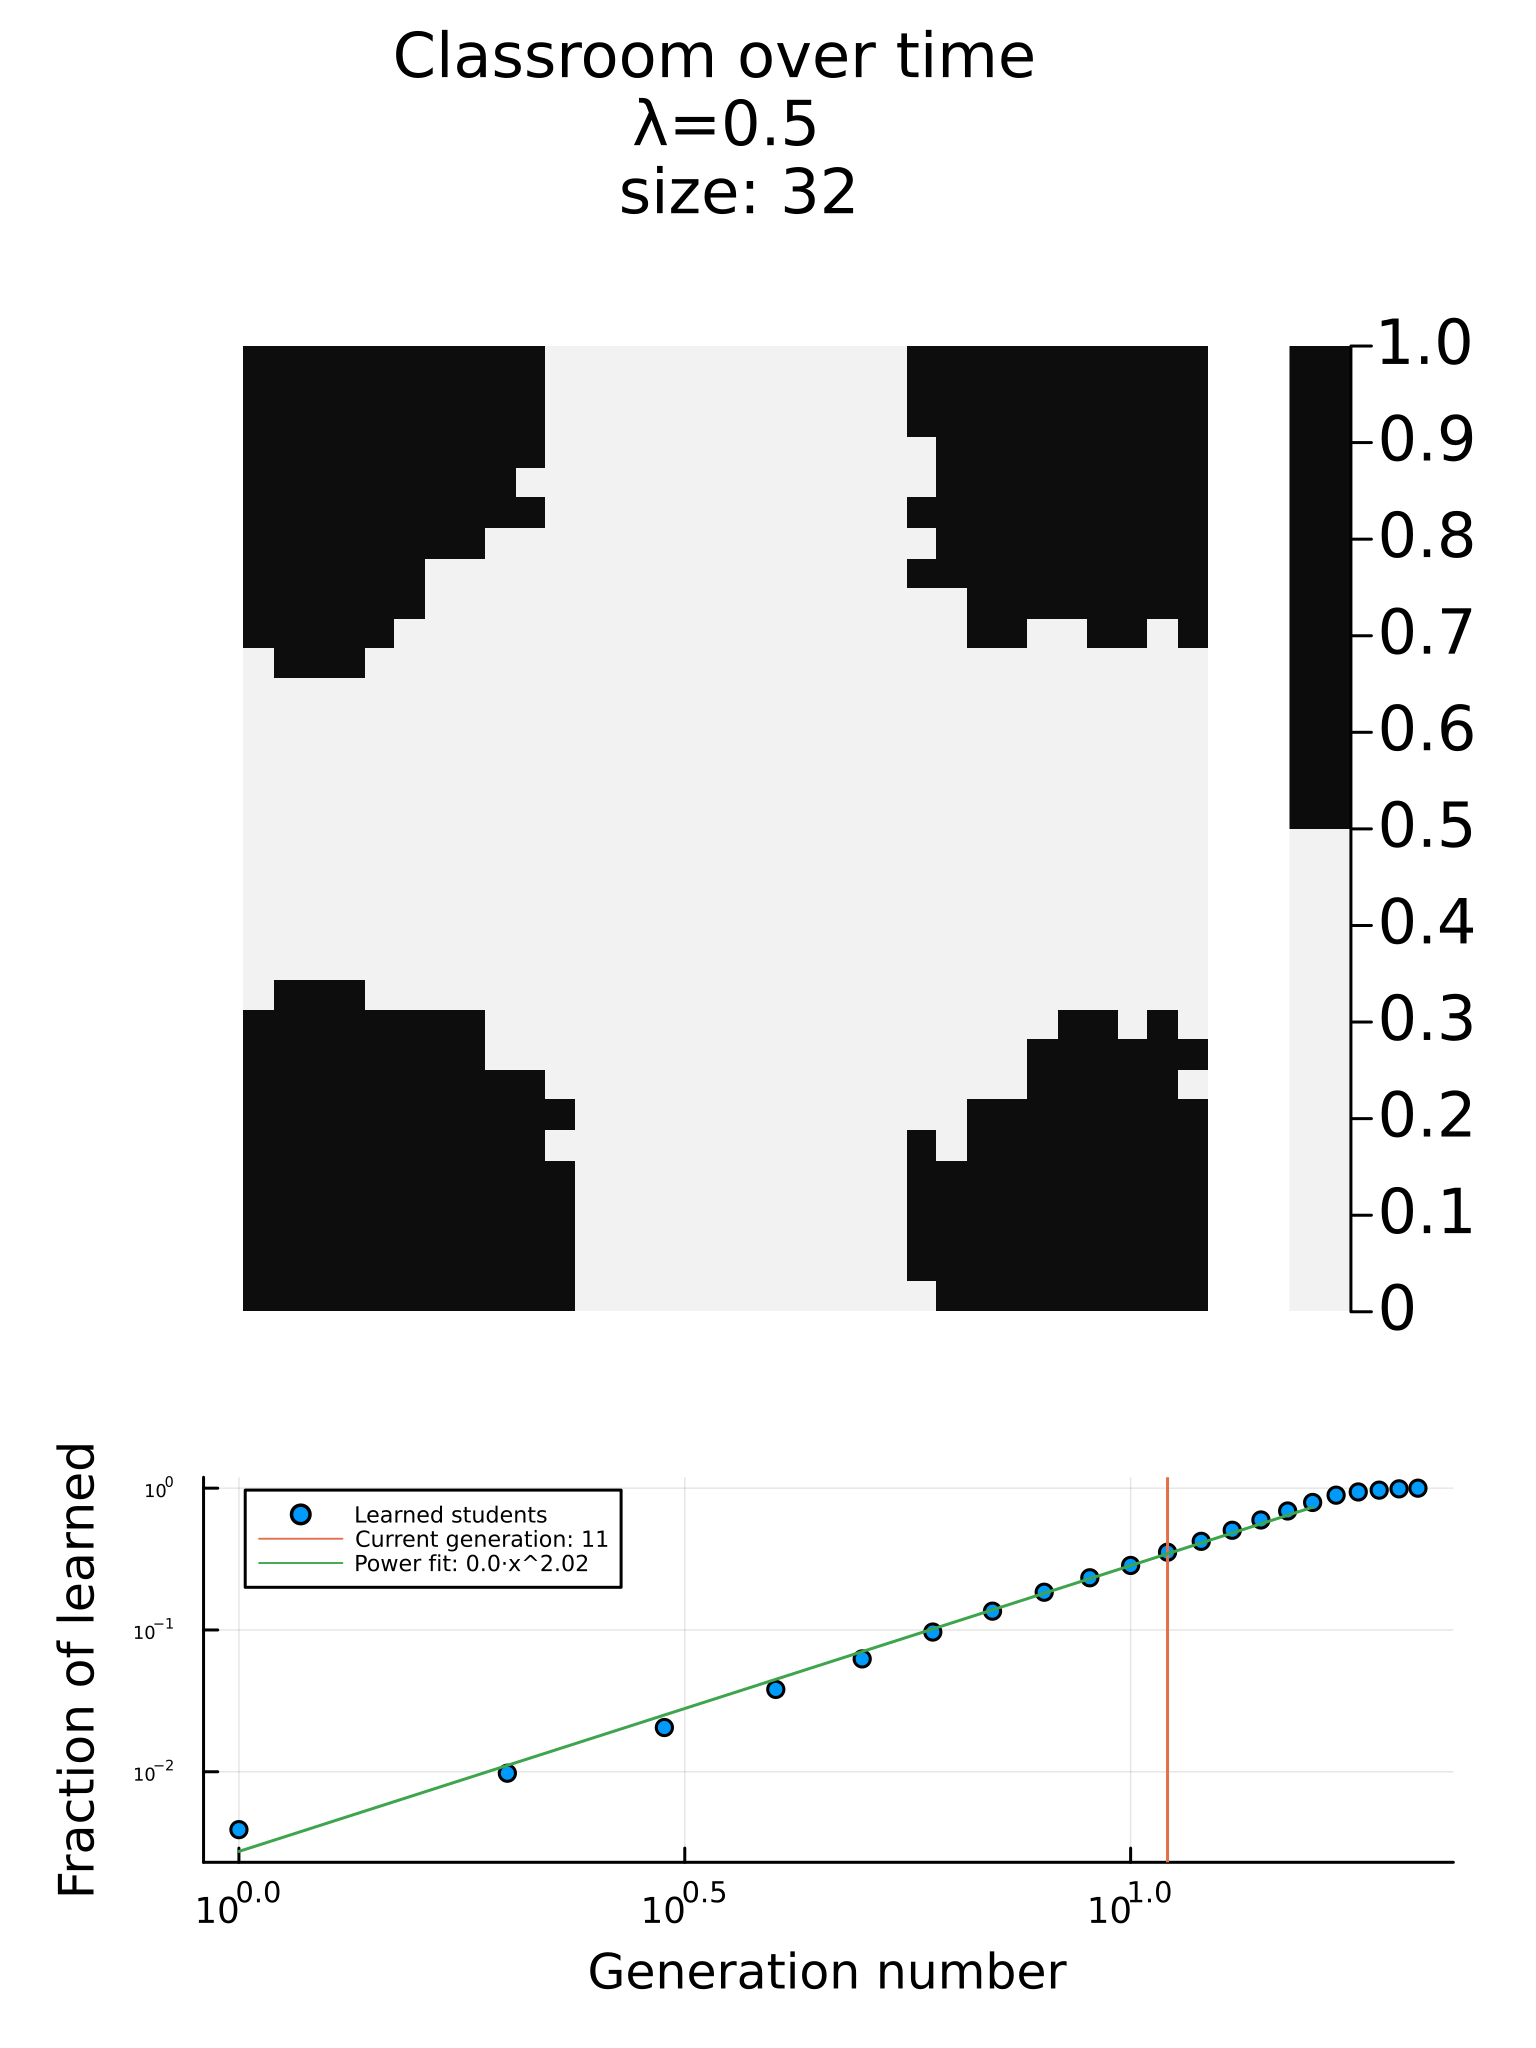 Classroom over time
λ=0.5
size: 32
1.0
0.9
0.8
0.7
0.6
0.5
0.4
0.3
0.2
0.1
0
Fraction of learned
10⁰
10⁻¹
10⁻²
Learned students
Current generation: 11
Power fit: 0.0·x^2.02
10^0.0 10^0.5 10^1.0
Generation number